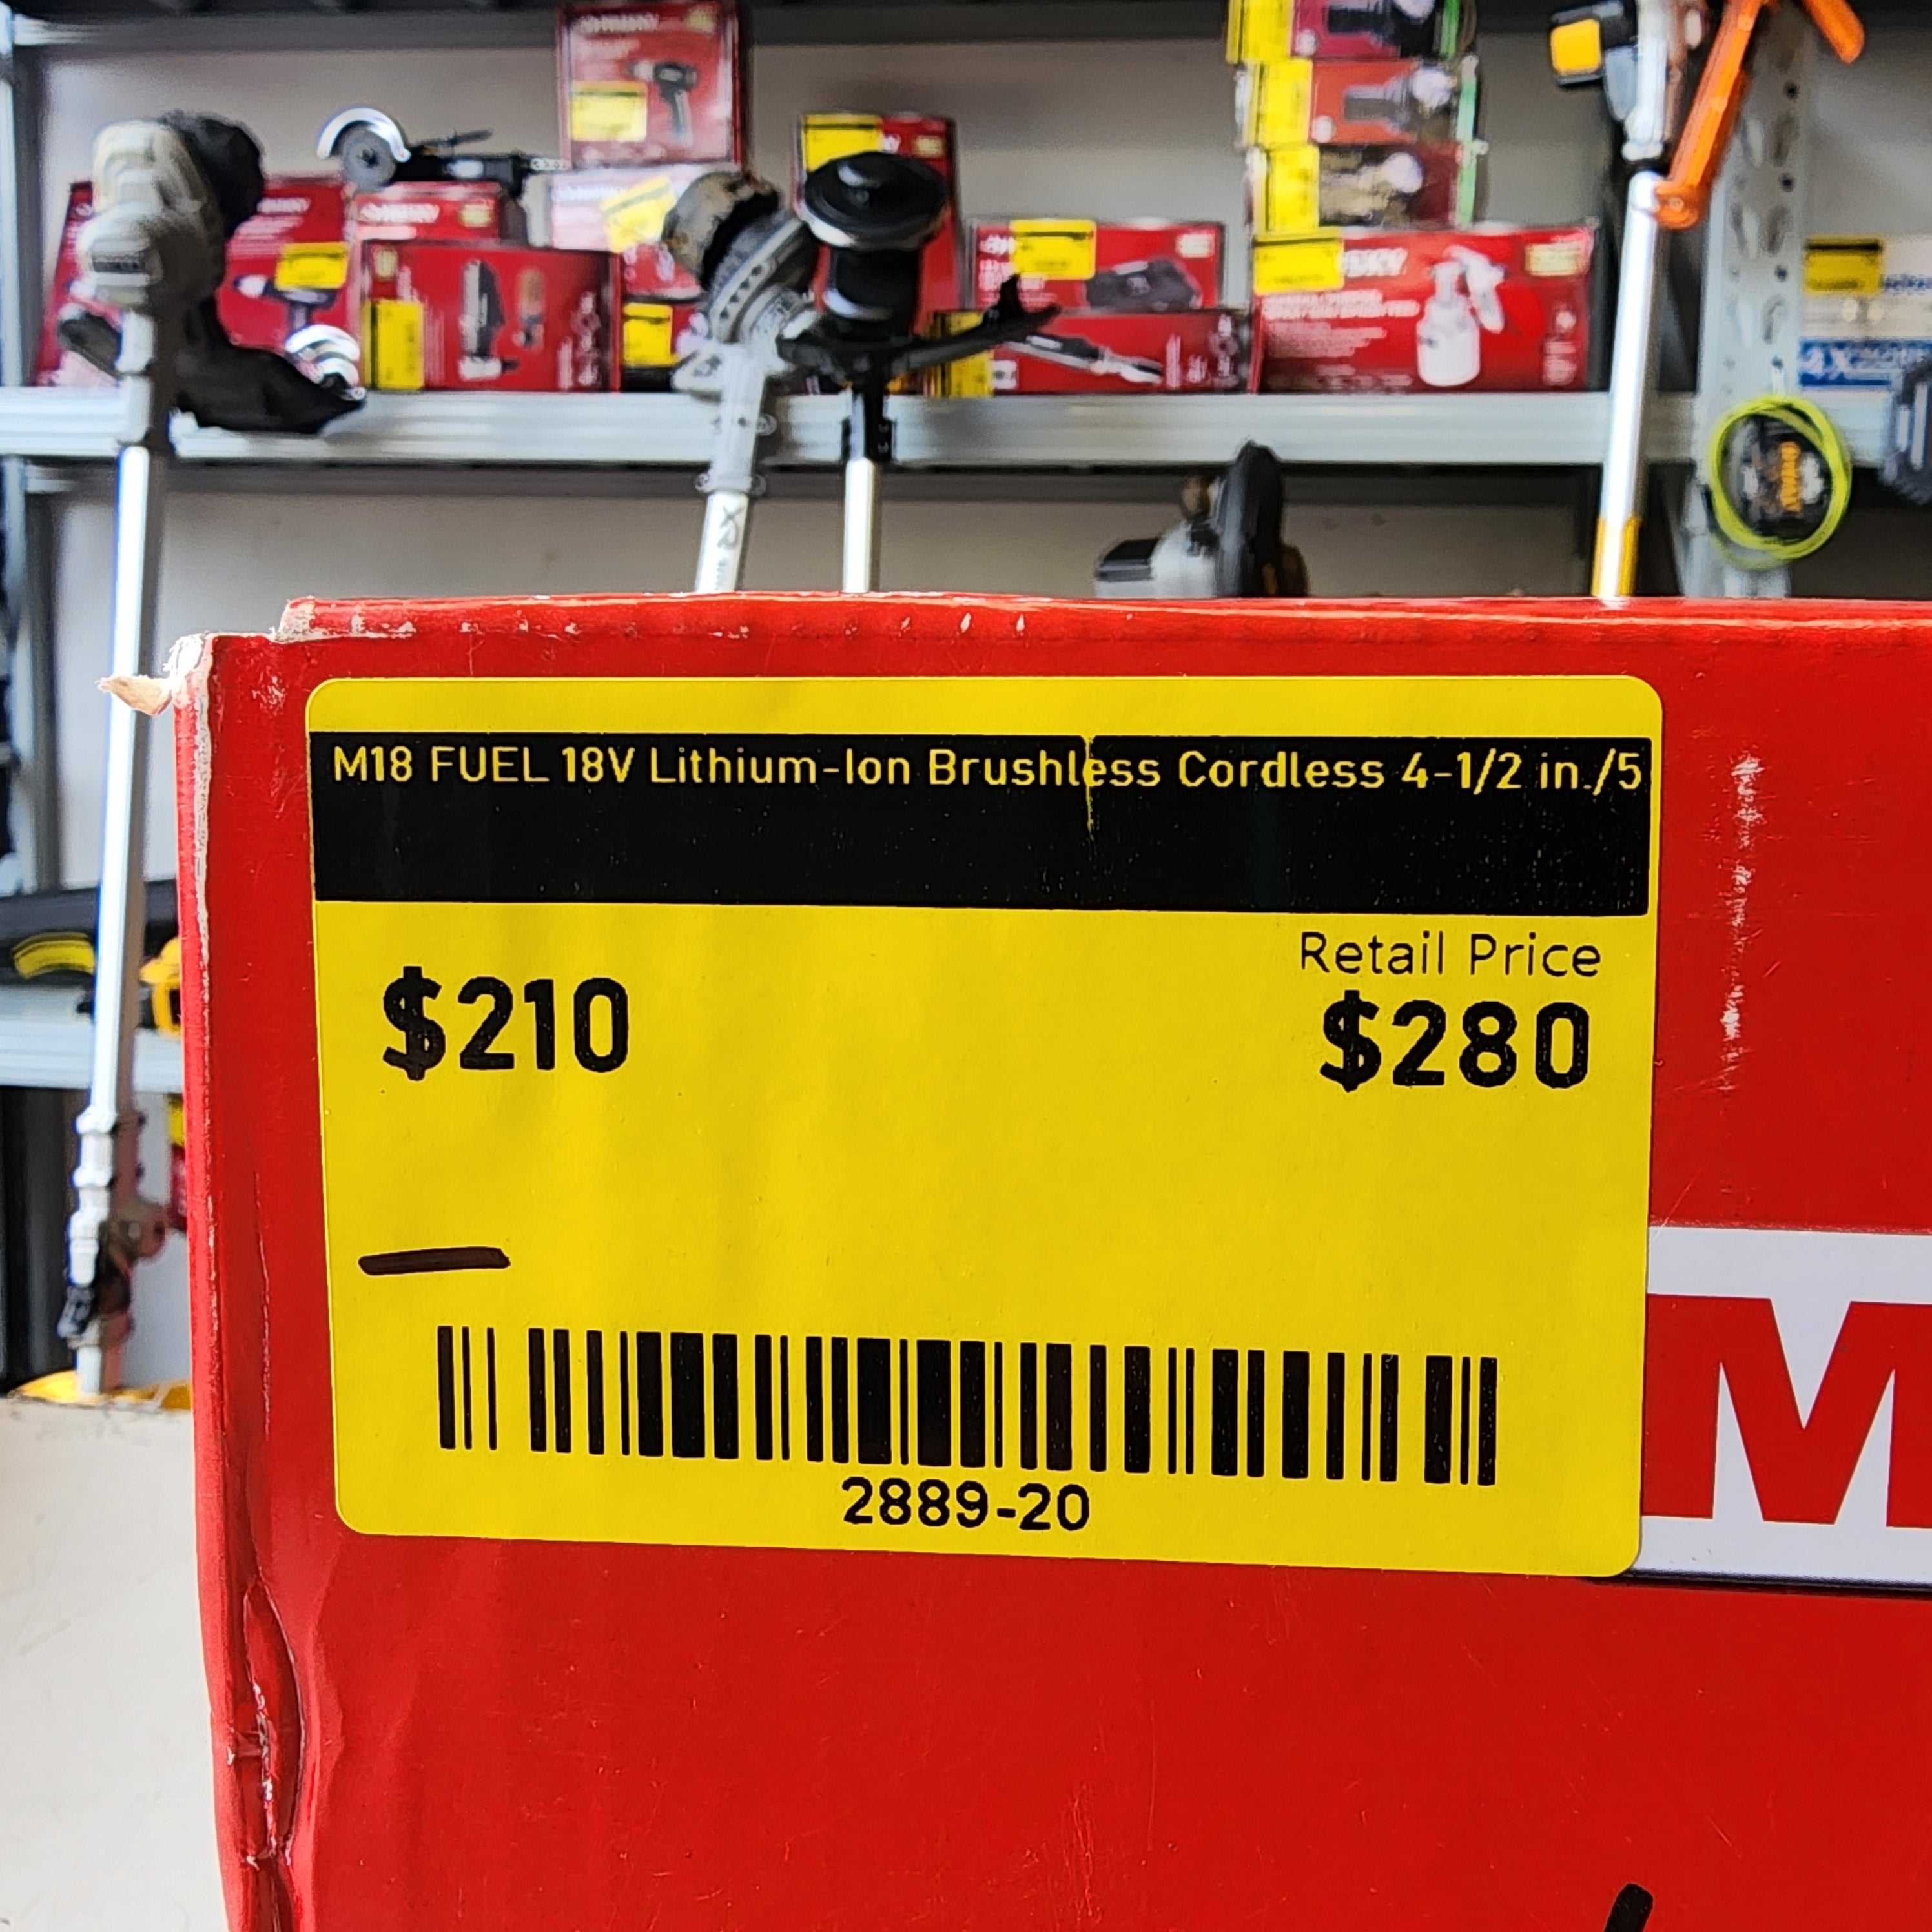 M18 FUEL 18V Lithium-Ion Brushless Cordless 4-1/2 in./5
$210
Retail Price
$280
M
2889-20